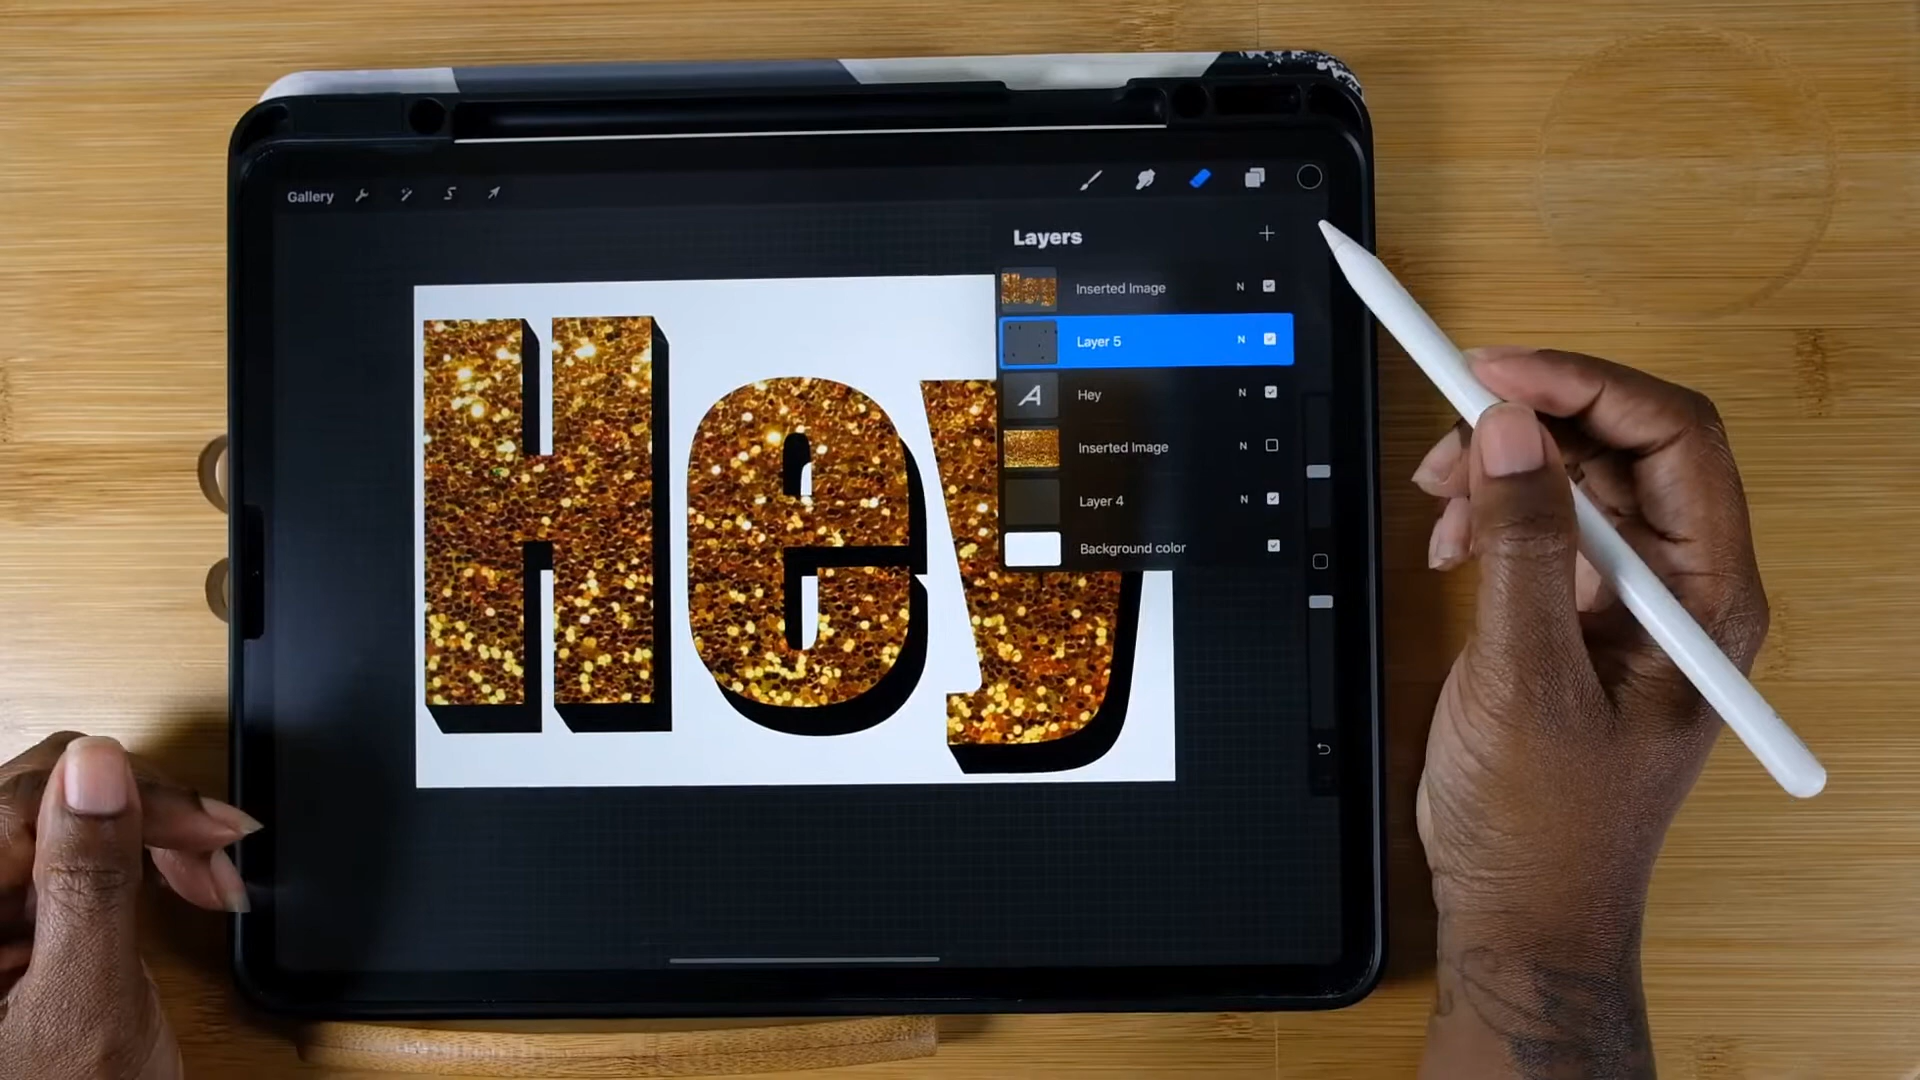 Gallery
Layers
Inserted Image N
Layer 5 N
A Hey N
Inserted Image N
Layer 4 N
Background color
Hey